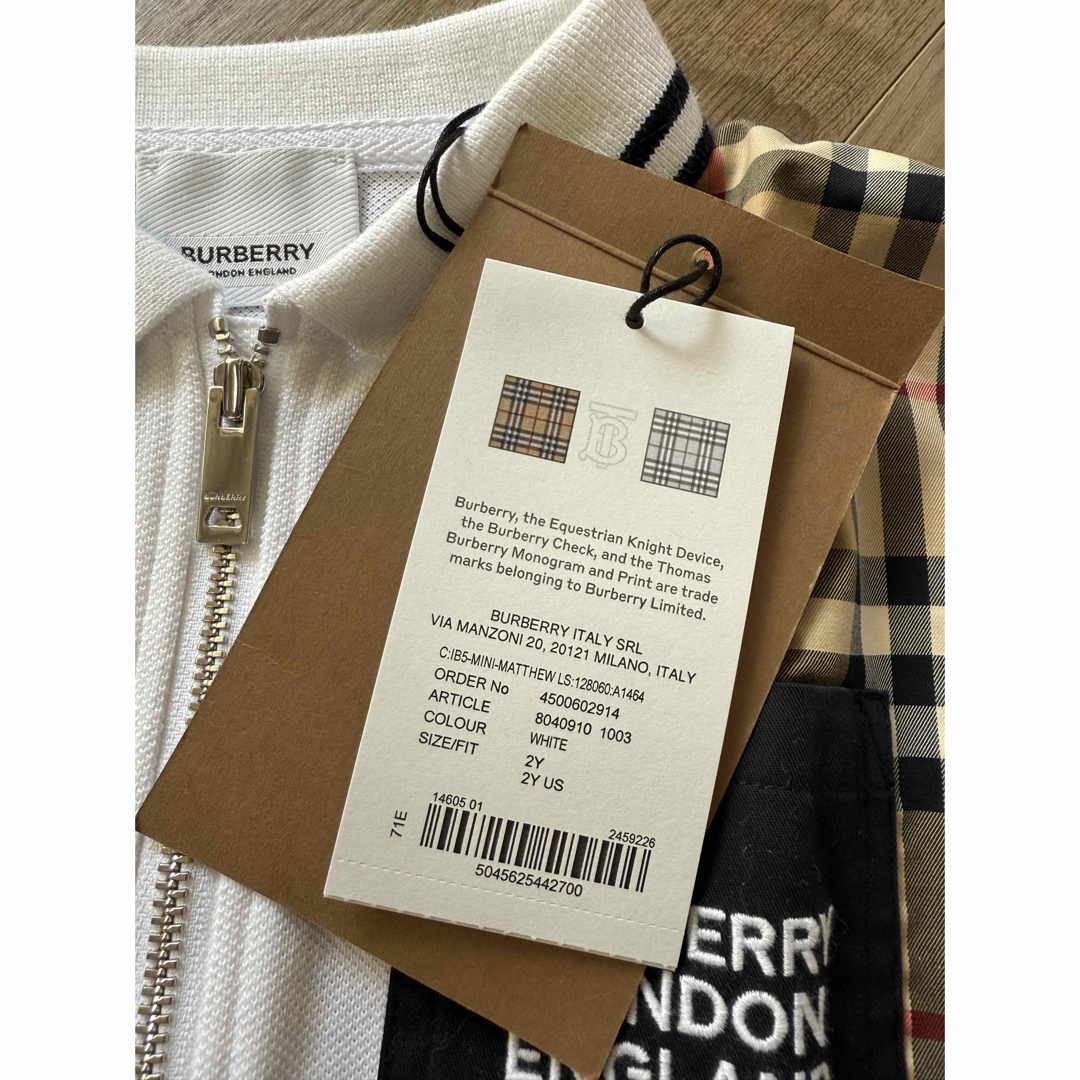 BURBERRY
LONDON ENGLAND
BURBERRY
Burberry, the Equestrian Knight Device,
the Burberry Check, and the Thomas
Burberry Monogram and Print are trade
marks belonging to Burberry Limited.
BURBERRY ITALY SRL
VIA MANZONI 20, 20121 MILANO, ITALY
C:IB5-MINI-MATTHEW LS:128060:A1464
ORDER No 4500602914
ARTICLE 8040910 1003
COLOUR WHITE
SIZE/FIT 2Y
2Y US
71E
14605 01
2459226
5045625442700
ERRY
NDON
ENGLAND